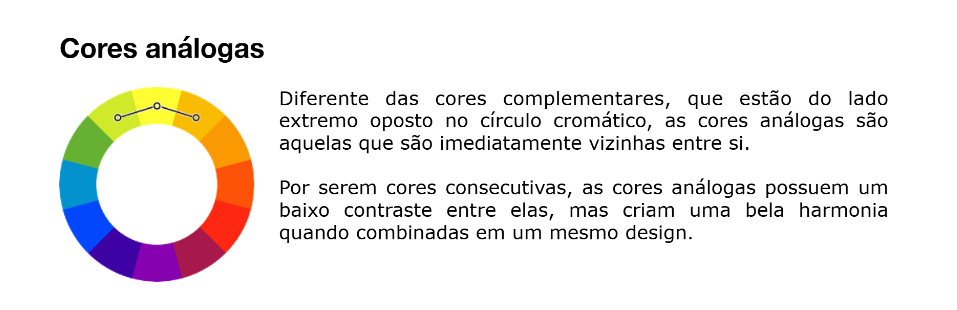 Cores análogas
Diferente das cores complementares, que estão do lado
extremo oposto no círculo cromático, as cores análogas são
aquelas que são imediatamente vizinhas entre si.
Por serem cores consecutivas, as cores análogas possuem um
baixo contraste entre elas, mas criam uma bela harmonia
quando combinadas em um mesmo design.